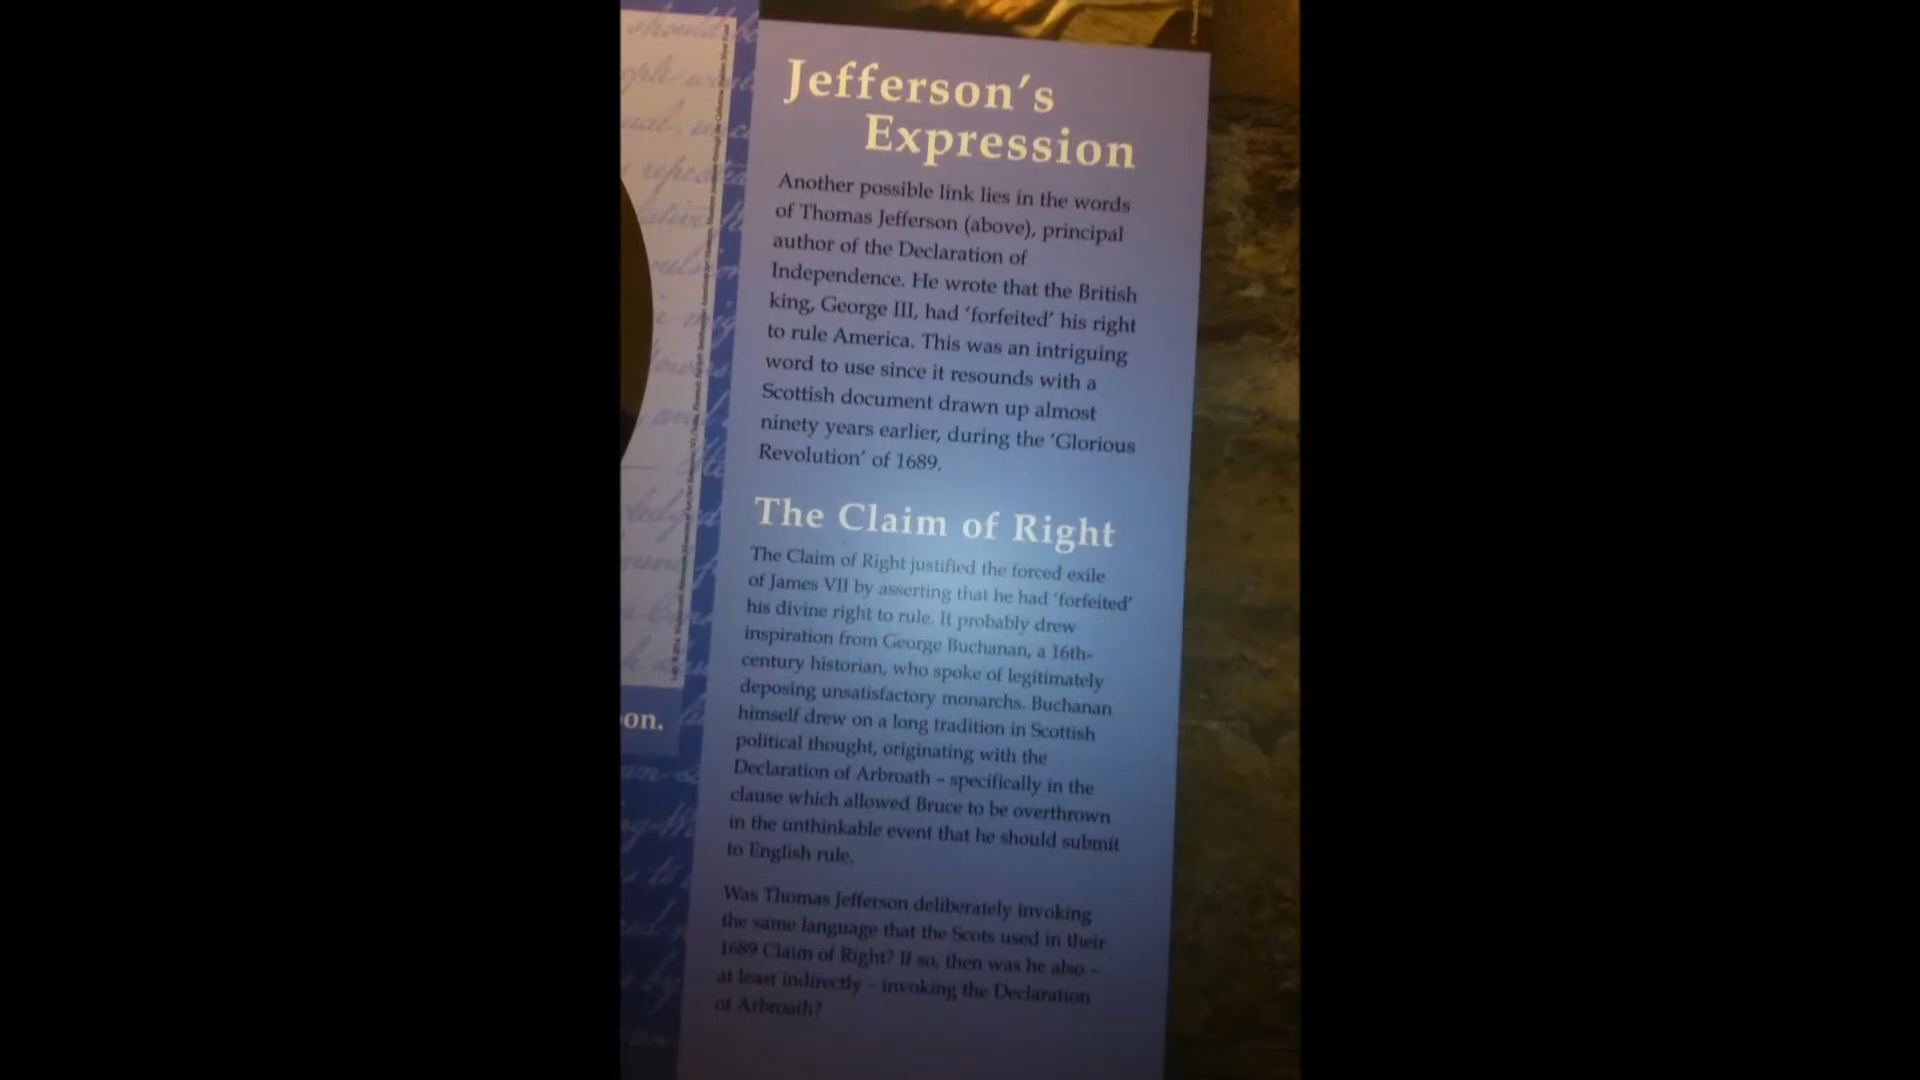 Jefferson's
Expression
Another possible link lies in the words
of Thomas Jefferson (above), principal
author of the Declaration of
Independence. He wrote that the British
king, George III, had 'forfeited' his right
to rule America. This was an intriguing
word to use since it resounds with a
Scottish document drawn up almost
ninety years earlier, during the 'Glorious
Revolution' of 1689.
The Claim of Right
The Claim of Right justified the forced exile
of James VII by asserting that he had 'forfeited'
his divine right to rule. It probably drew
inspiration from George Buchanan, a 16th-
century historian, who spoke of legitimately
deposing unsatisfactory monarchs. Buchanan
himself drew on a long tradition in Scottish
political thought, originating with the
Declaration of Arbroath – specifically in the
clause which allowed Bruce to be overthrown
in the unthinkable event that he should submit
to English rule.
Was Thomas Jefferson deliberately invoking
the same language that the Scots used in their
1689 Claim of Right? If so, then was he also –
at least indirectly – invoking the Declaration
of Arbroath?